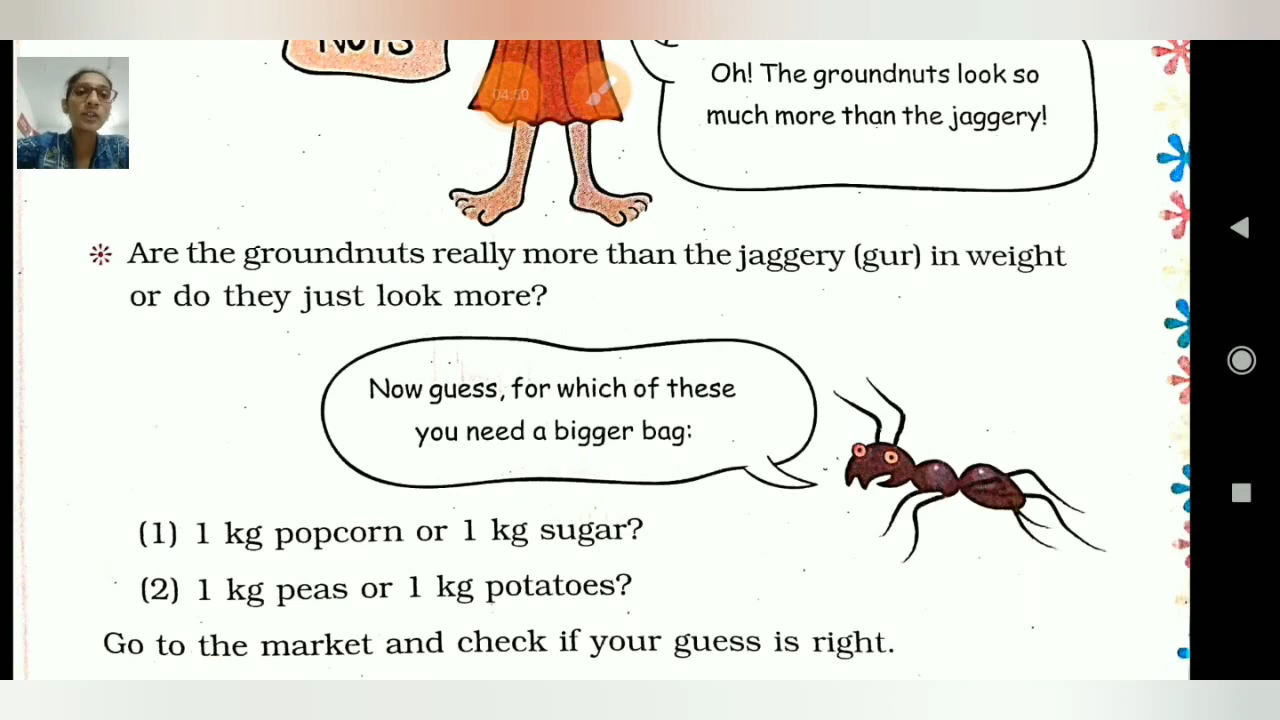 NUTS
Oh! The groundnuts look so
much more than the jaggery!
04:50
Are the groundnuts really more than the jaggery (gur) in weight
or do they just look more?
Now guess, for which of these
you need a bigger bag:
(1) 1 kg popcorn or 1 kg sugar?
(2) 1 kg peas or 1 kg potatoes?
Go to the market and check if your guess is right.